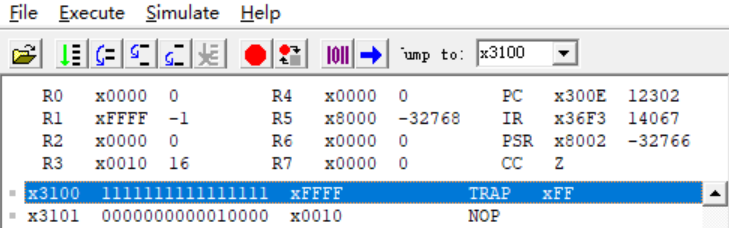 File Execute Simulate Help
Jump to: x3100
R0 x0000 0 R4 x0000 0 PC x300E 12302
R1 xFFFF -1 R5 x8000 -32768 IR x36F3 14067
R2 x0000 0 R6 x0000 0 PSR x8002 -32766
R3 x0010 16 R7 x0000 0 CC Z
x3100 1111111111111111 xFFFF TRAP xFF
x3101 0000000000010000 x0010 NOP